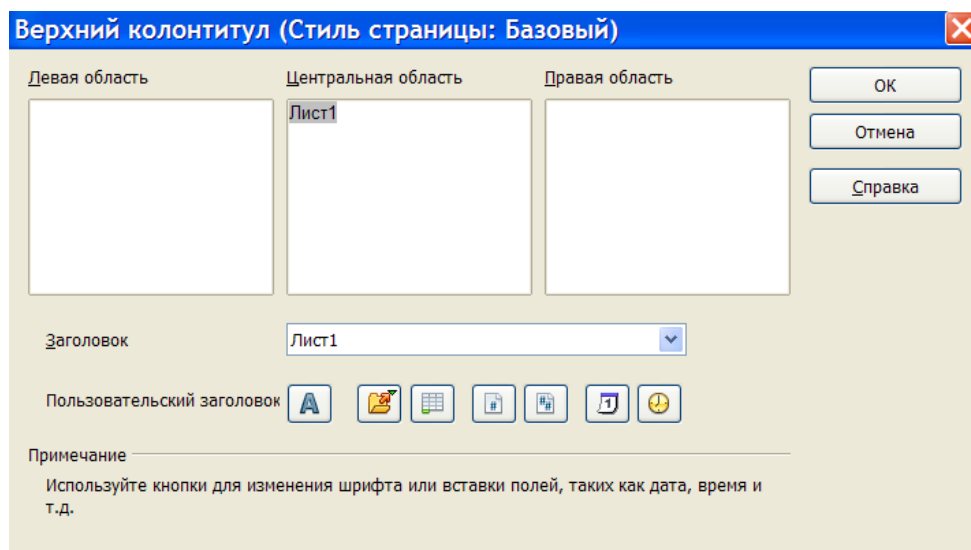 Верхний колонтитул (Стиль страницы: Базовый)
Левая область
Центральная область
Правая область
Лист1
ОК
Отмена
Справка
Заголовок
Лист1
Пользовательский заголовок
Примечание
Используйте кнопки для изменения шрифта или вставки полей, таких как дата, время и
т.д.